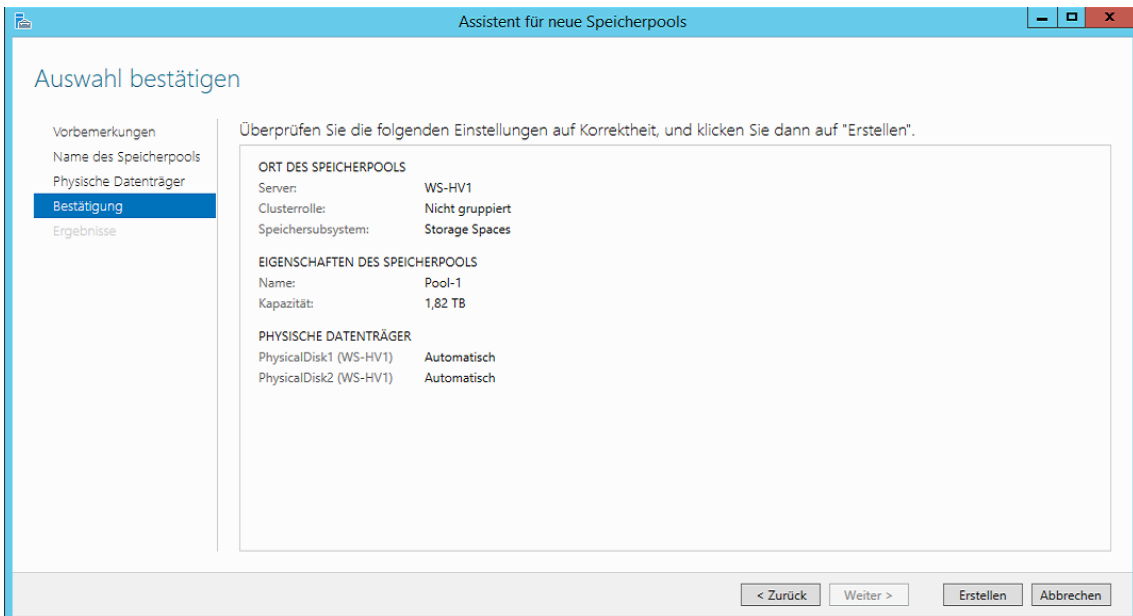 Assistent für neue Speicherpools
Auswahl bestätigen
Vorbemerkungen
Name des Speicherpools
Physische Datenträger
Bestätigung
Ergebnisse
Überprüfen Sie die folgenden Einstellungen auf Korrektheit, und klicken Sie dann auf "Erstellen".
ORT DES SPEICHERPOOLS
Server: WS-HV1
Clusterrolle: Nicht gruppiert
Speichersubsystem: Storage Spaces
EIGENSCHAFTEN DES SPEICHERPOOLS
Name: Pool-1
Kapazität: 1,82 TB
PHYSISCHE DATENTRÄGER
PhysicalDisk1 (WS-HV1) Automatisch
PhysicalDisk2 (WS-HV1) Automatisch
< Zurück Weiter > Erstellen Abbrechen